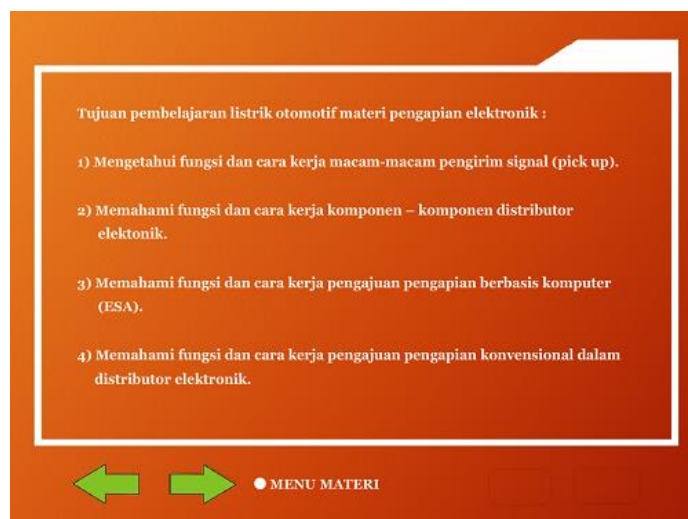 Tujuan pembelajaran listrik otomotif materi pengapian elektronik :
1) Mengetahui fungsi dan cara kerja macam-macam pengirim signal (pick up).
2) Memahami fungsi dan cara kerja komponen – komponen distributor
elektonik.
3) Memahami fungsi dan cara kerja pengajuan pengapian berbasis komputer
(ESA).
4) Memahami fungsi dan cara kerja pengajuan pengapian konvensional dalam
distributor elektronik.
MENU MATERI